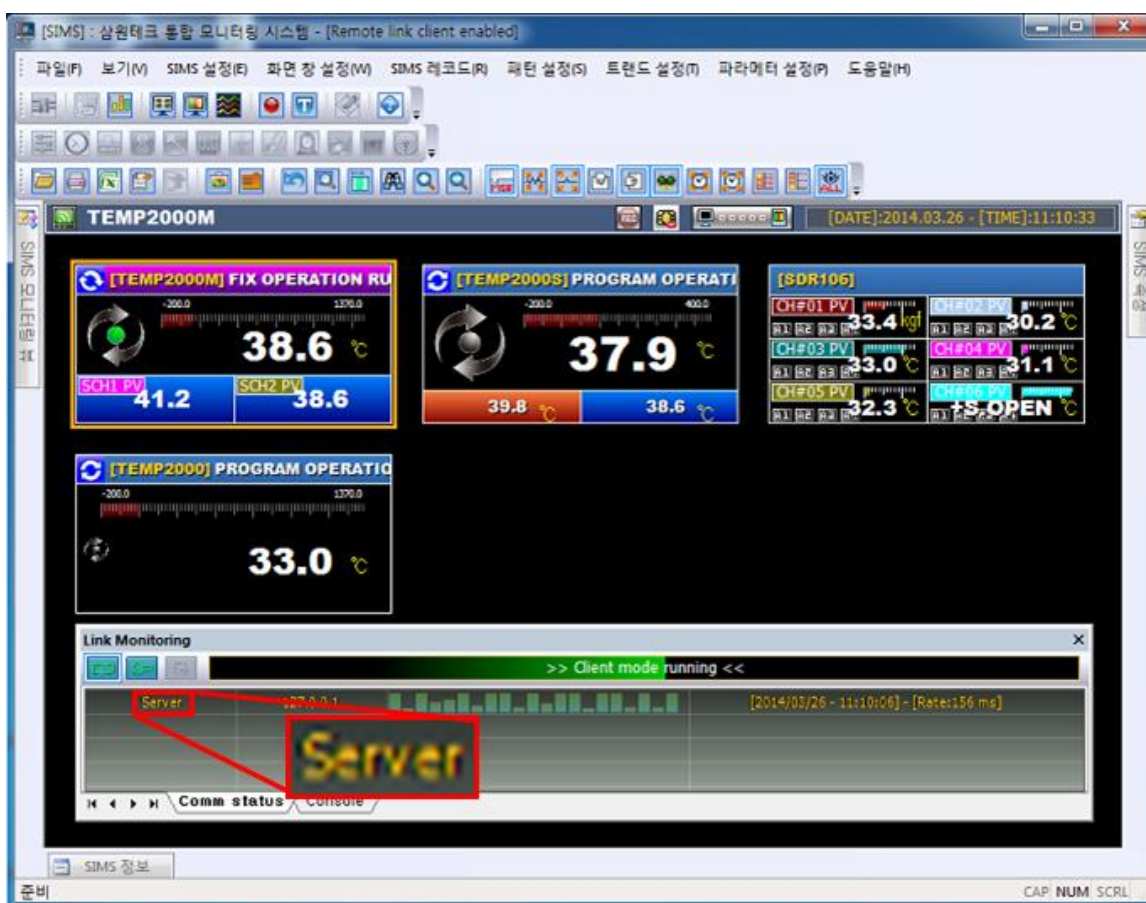 [SIMS] : 삼원테크 통합 모니터링 시스템 - [Remote link client enabled]
파일(F) 보기(V) SIMS 설정(E) 화면 창 설정(W) SIMS 레코드(R) 패턴 설정(S) 트랜드 설정(T) 파라메터 설정(P) 도움말(H)
TEMP2000M
[DATE]:2014.03.26 - [TIME]:11:10:33
SIMS 모니터링 뷰
[TEMP2000M] FIX OPERATION RU
-200.0 1370.0
38.6 ℃
SCH1 PV 41.2
SCH2 PV 38.6
[TEMP2000S] PROGRAM OPERATI
-200.0 400.0
37.9 ℃
39.8 ℃ 38.6 ℃
[SDR106]
CH#01 PV 33.4 kgf
CH#02 PV 30.2 ℃
CH#03 PV 33.0 ℃
CH#04 PV 31.1 ℃
CH#05 PV 32.3 ℃
CH#06 PV +S.OPEN ℃
[TEMP2000] PROGRAM OPERATIO
-200.0 1370.0
33.0 ℃
Link Monitoring
>> Client mode running <<
Server 127.0.0.1 [2014/03/26 - 11:10:06] - [Rate:156 ms]
Server
Comm status Console
SIMS 정보
준비 CAP NUM SCRL